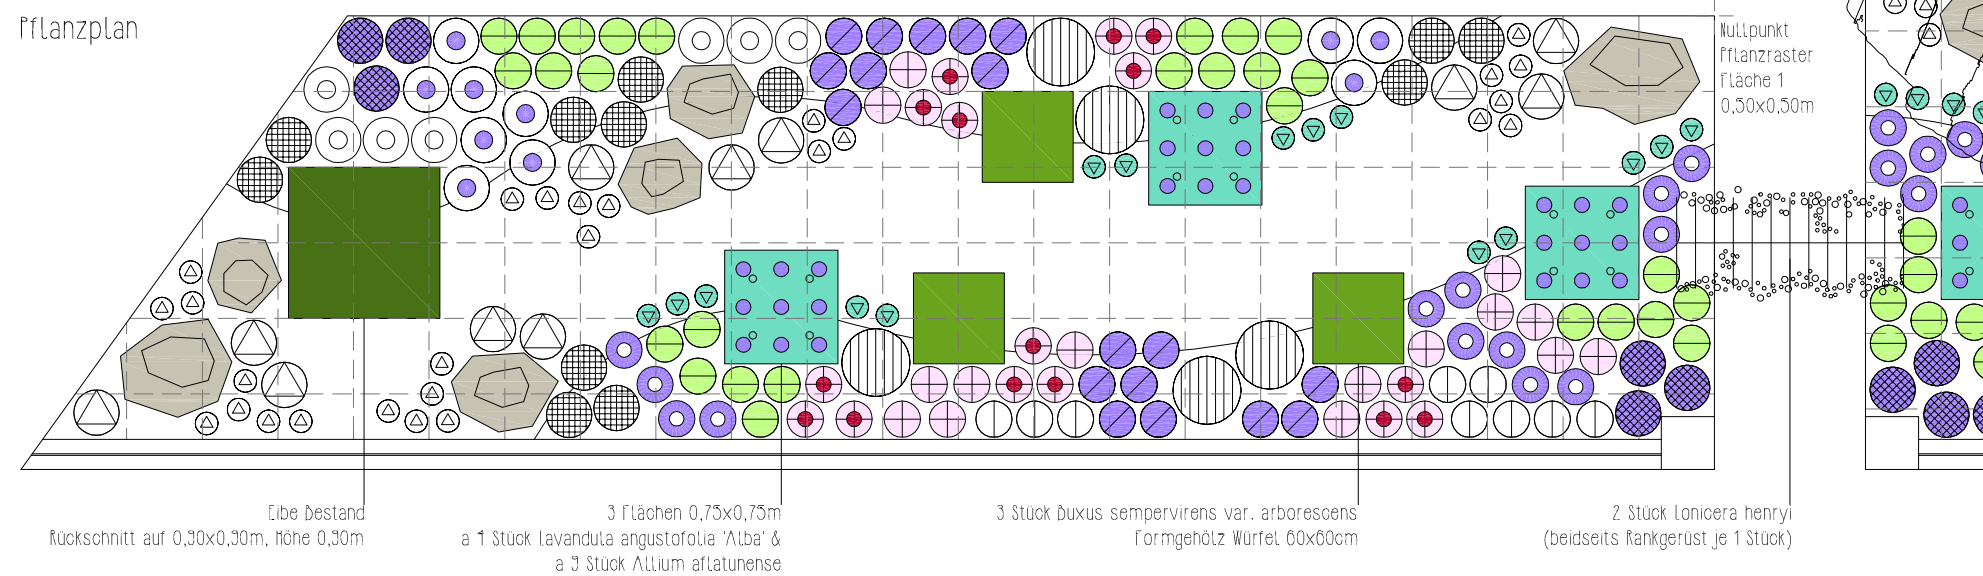 Pflanzplan
Nullpunkt
Pflanzraster
Fläche 1
0,50x0,50m
Eibe Bestand
Rückschnitt auf 0,90x0,90m, Höhe 0,90m
3 Flächen 0,75x0,75m
a 4 Stück lavandula angustofolia 'Alba' &
a 9 Stück Allium aflatunense
3 Stück Buxus sempervirens var. arborescens
Formgehölz Würfel 60x60cm
2 Stück Lonicera henryi
(beidseits Rankgerüst je 1 Stück)